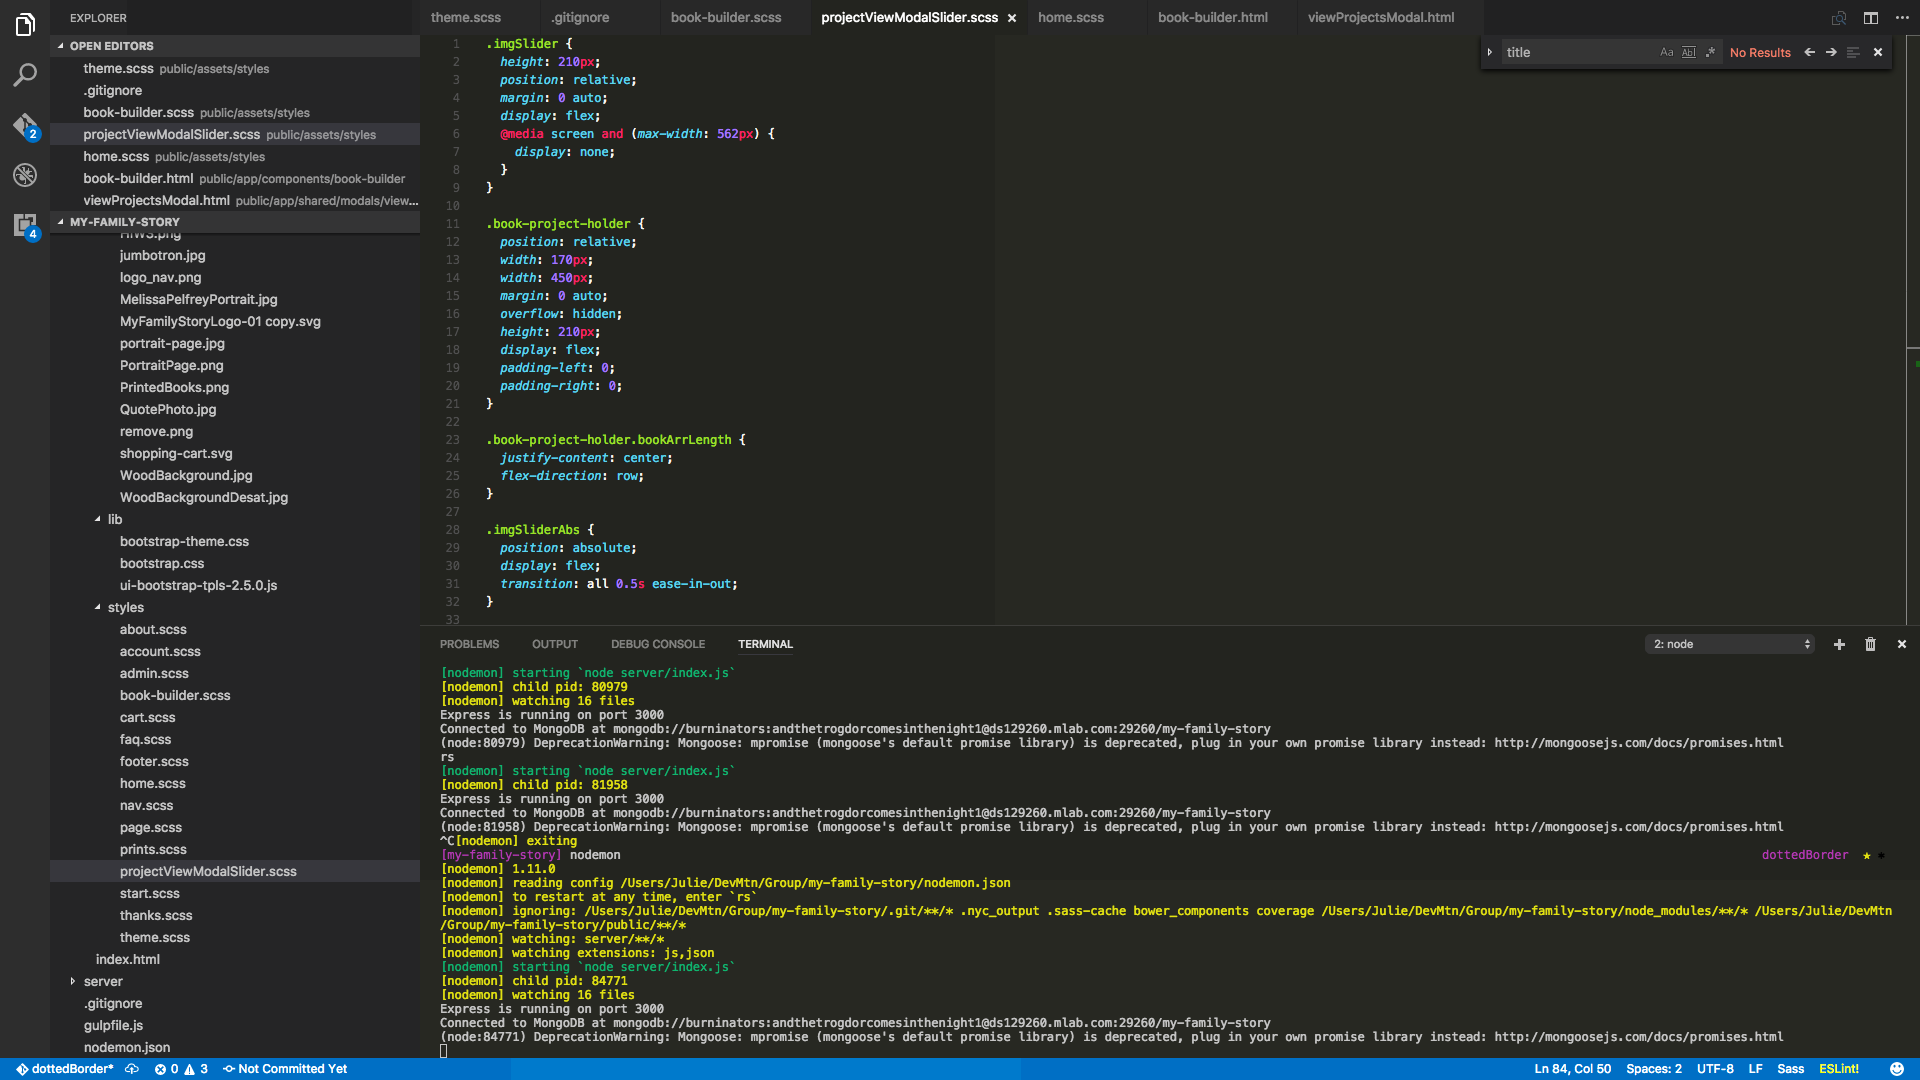 EXPLORER
OPEN EDITORS
theme.scss public/assets/styles
.gitignore
book-builder.scss public/assets/styles
projectViewModalSlider.scss public/assets/styles
home.scss public/assets/styles
book-builder.html public/app/components/book-builder
viewProjectsModal.html public/app/shared/modals/view...
MY-FAMILY-STORY
jumbotron.jpg
logo_nav.png
MelissaPelfreyPortrait.jpg
MyFamilyStoryLogo-01 copy.svg
portrait-page.jpg
PortraitPage.png
PrintedBooks.png
QuotePhoto.jpg
remove.png
shopping-cart.svg
WoodBackground.jpg
WoodBackgroundDesat.jpg
lib
bootstrap-theme.css
bootstrap.css
ui-bootstrap-tpls-2.5.0.js
styles
about.scss
account.scss
admin.scss
book-builder.scss
cart.scss
faq.scss
footer.scss
home.scss
nav.scss
page.scss
prints.scss
projectViewModalSlider.scss
start.scss
thanks.scss
theme.scss
index.html
server
.gitignore
gulpfile.js
nodemon.json
2
4
theme.scss .gitignore book-builder.scss projectViewModalSlider.scss home.scss book-builder.html viewProjectsModal.html
title Aa Abl .* No Results
1 .imgSlider {
2 height: 210px;
3 position: relative;
4 margin: 0 auto;
5 display: flex;
6 @media screen and (max-width: 562px) {
7 display: none;
8 }
9 }
10
11 .book-project-holder {
12 position: relative;
13 width: 170px;
14 width: 450px;
15 margin: 0 auto;
16 overflow: hidden;
17 height: 210px;
18 display: flex;
19 padding-left: 0;
20 padding-right: 0;
21 }
22
23 .book-project-holder.bookArrLength {
24 justify-content: center;
25 flex-direction: row;
26 }
27
28 .imgSliderAbs {
29 position: absolute;
30 display: flex;
31 transition: all 0.5s ease-in-out;
32 }
33
PROBLEMS OUTPUT DEBUG CONSOLE TERMINAL 2: node
[nodemon] starting `node server/index.js`
[nodemon] child pid: 80979
[nodemon] watching 16 files
Express is running on port 3000
Connected to MongoDB at mongodb://burninators:andthetrogdorcomesinthenight1@ds129260.mlab.com:29260/my-family-story
(node:80979) DeprecationWarning: Mongoose: mpromise (mongoose's default promise library) is deprecated, plug in your own promise library instead: http://mongoosejs.com/docs/promises.html
rs
[nodemon] starting `node server/index.js`
[nodemon] child pid: 81958
Express is running on port 3000
Connected to MongoDB at mongodb://burninators:andthetrogdorcomesinthenight1@ds129260.mlab.com:29260/my-family-story
(node:81958) DeprecationWarning: Mongoose: mpromise (mongoose's default promise library) is deprecated, plug in your own promise library instead: http://mongoosejs.com/docs/promises.html
^C[nodemon] exiting
[my-family-story] nodemon dottedBorder ★ *
[nodemon] 1.11.0
[nodemon] reading config /Users/Julie/DevMtn/Group/my-family-story/nodemon.json
[nodemon] to restart at any time, enter `rs`
[nodemon] ignoring: /Users/Julie/DevMtn/Group/my-family-story/.git/**/* .nyc_output .sass-cache bower_components coverage /Users/Julie/DevMtn/Group/my-family-story/node_modules/**/* /Users/Julie/DevMtn
/Group/my-family-story/public/**/*
[nodemon] watching: server/**/*
[nodemon] watching extensions: js,json
[nodemon] starting `node server/index.js`
[nodemon] child pid: 84771
[nodemon] watching 16 files
Express is running on port 3000
Connected to MongoDB at mongodb://burninators:andthetrogdorcomesinthenight1@ds129260.mlab.com:29260/my-family-story
(node:84771) DeprecationWarning: Mongoose: mpromise (mongoose's default promise library) is deprecated, plug in your own promise library instead: http://mongoosejs.com/docs/promises.html
dottedBorder* 0 3 Not Committed Yet Ln 84, Col 50 Spaces: 2 UTF-8 LF Sass ESLint!